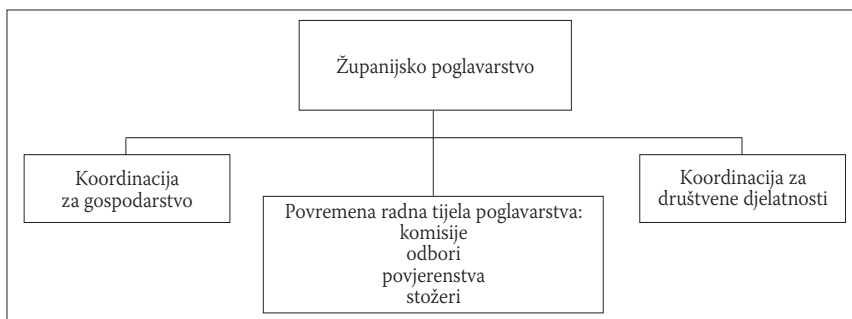 Županijsko poglavarstvo
Koordinacija
za gospodarstvo
Povremena radna tijela poglavarstva:
komisije
odbori
povjerenstva
stožeri
Koordinacija za
društvene djelatnosti